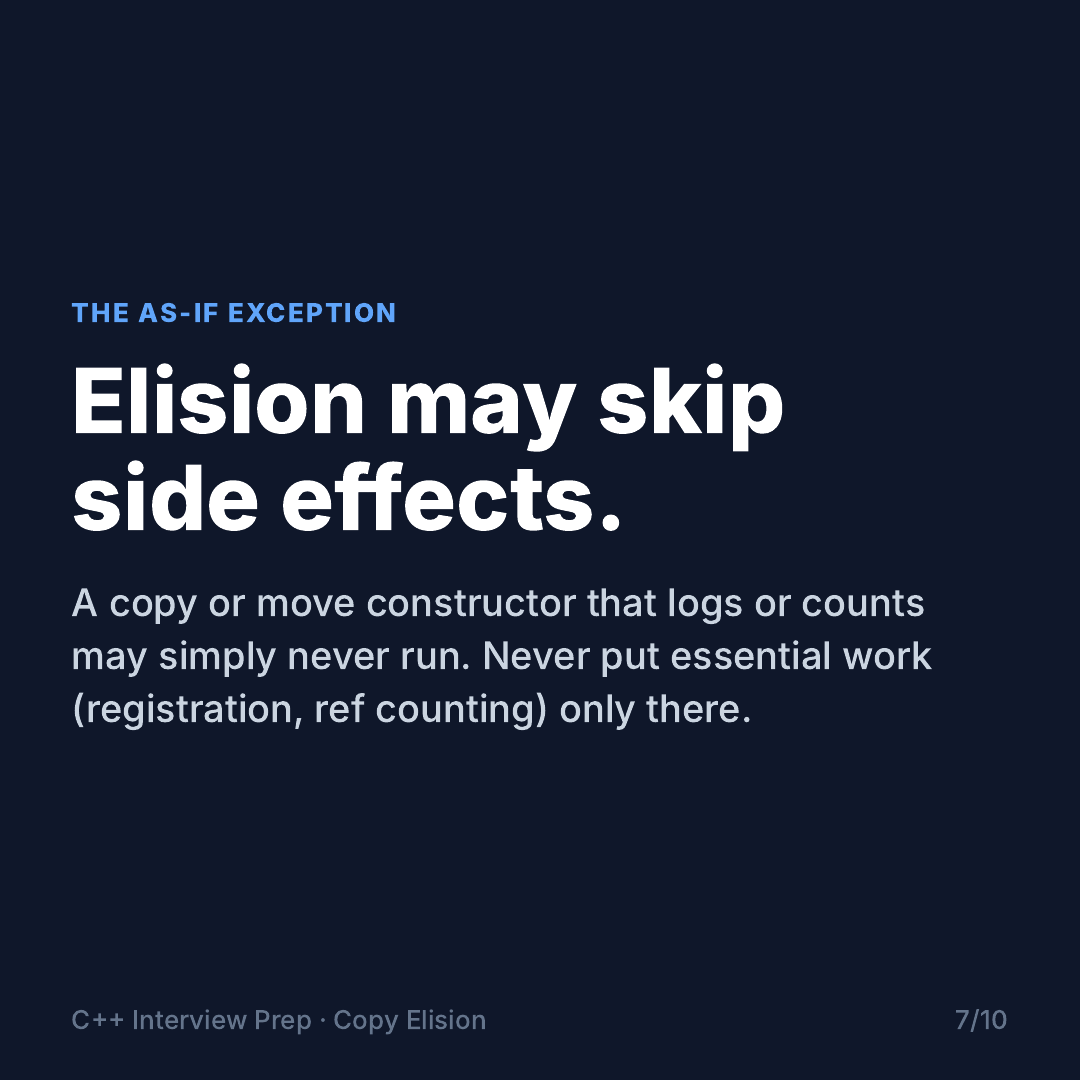 THE AS-IF EXCEPTION
Elision may skip
side effects.
A copy or move constructor that logs or counts
may simply never run. Never put essential work
(registration, ref counting) only there.
C++ Interview Prep · Copy Elision
7/10